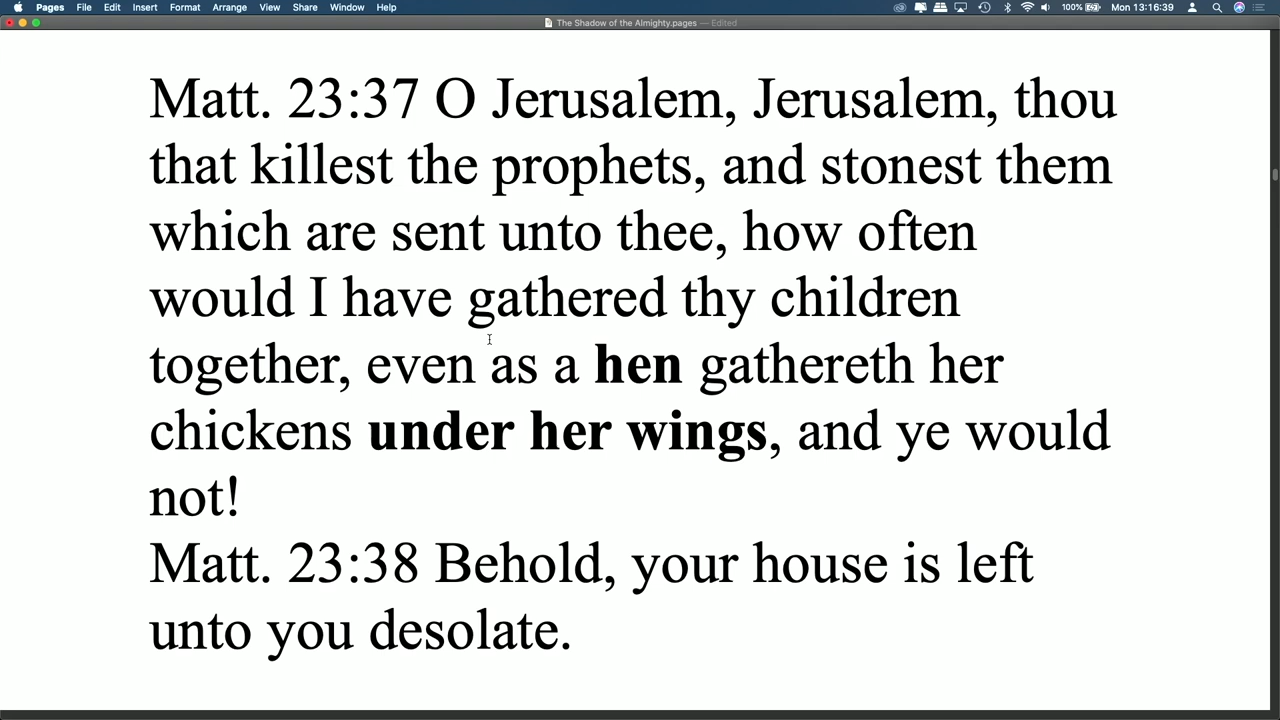 Pages File Edit Insert Format Arrange View Share Window Help 100% Mon 13:16:39
The Shadow of the Almighty.pages — Edited
Matt. 23:37 O Jerusalem, Jerusalem, thou
that killest the prophets, and stonest them
which are sent unto thee, how often
would I have gathered thy children
together, even as a hen gathereth her
chickens under her wings, and ye would
not!
Matt. 23:38 Behold, your house is left
unto you desolate.